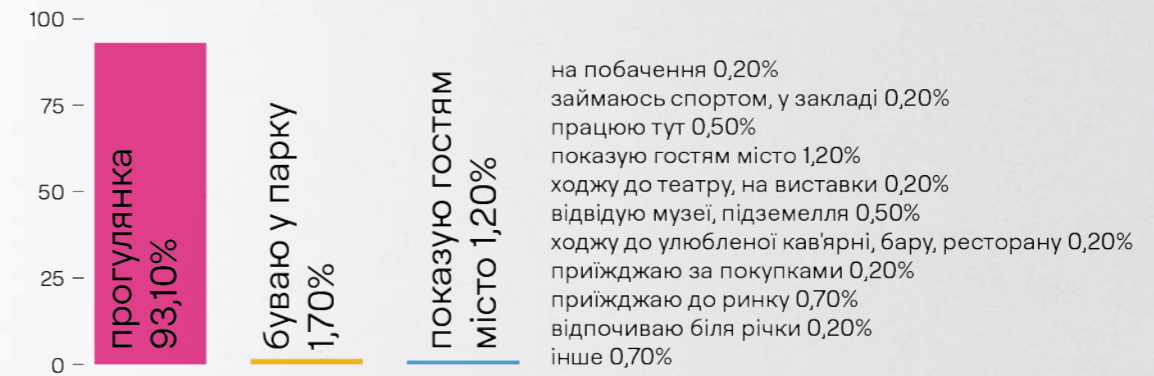 100
75
50
25
0
прогулянка
93,10%
буваю у парку
1,70%
показую гостям
місто 1,20%
на побачення 0,20%
займаюсь спортом, у закладі 0,20%
працюю тут 0,50%
показую гостям місто 1,20%
ходжу до театру, на виставки 0,20%
відвідую музеї, підземелля 0,50%
ходжу до улюбленої кав'ярні, бару, ресторану 0,20%
приїжджаю за покупками 0,20%
приїжджаю до ринку 0,70%
відпочиваю біля річки 0,20%
інше 0,70%